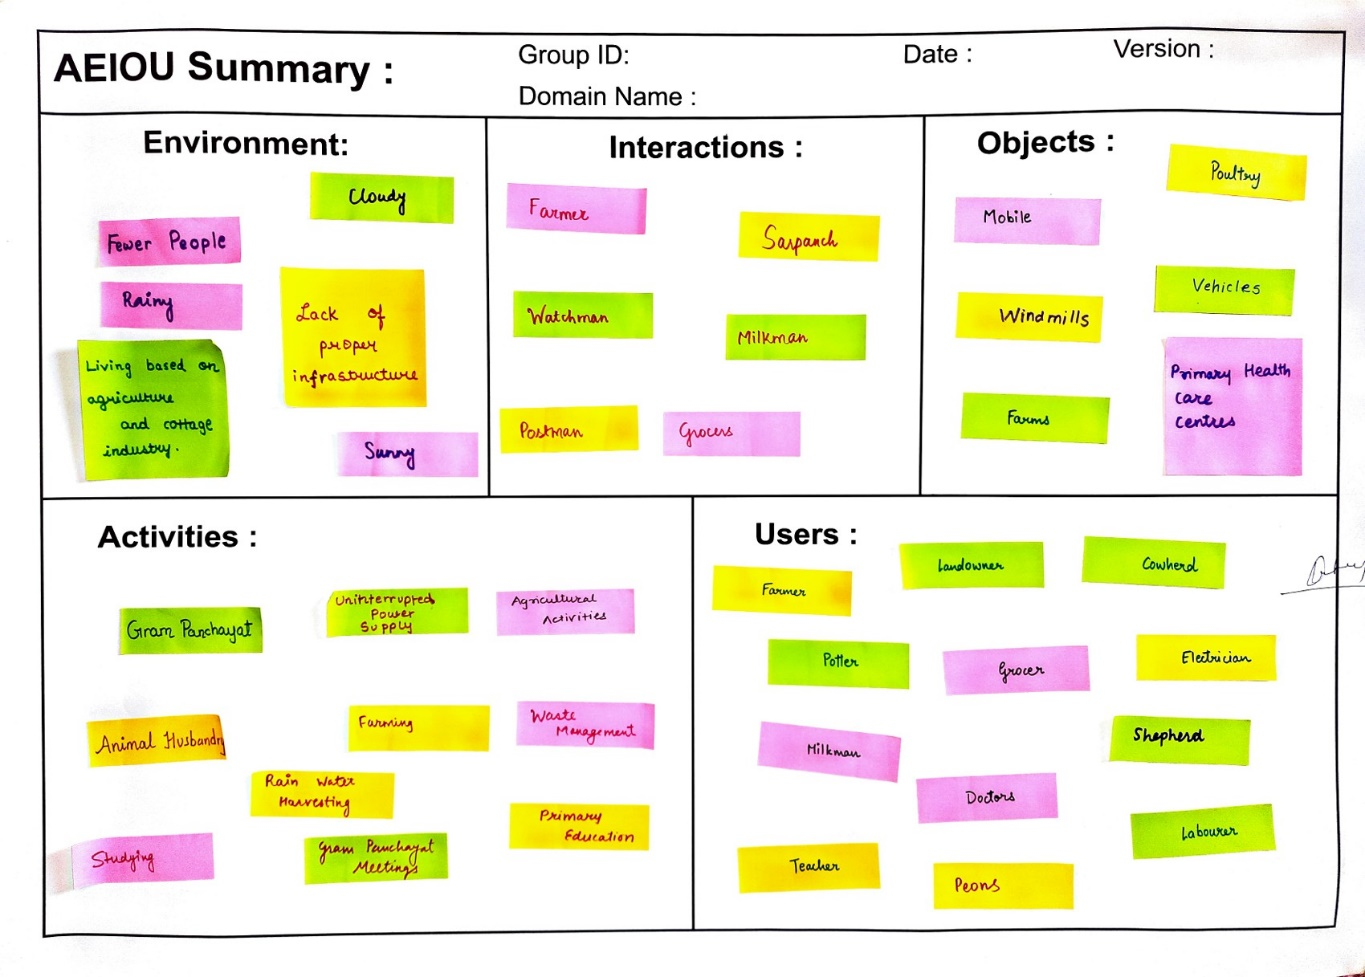 AEIOU Summary :
Group ID:
Date :
Version :
Domain Name :
Environment:
Cloudy
Fewer People
Rainy
Lack of
proper
infrastructure
Living based on
agriculture
and cottage
industry.
Sunny
Interactions :
Farmer
Sarpanch
Watchman
Milkman
Postman
Grocers
Objects :
Poultry
Mobile
Vehicles
Windmills
Primary Health
care
centres
Farms
Activities :
Gram Panchayat
Uninterrupted
Power
Supply
Agricultural
Activities
Animal Husbandry
Farming
Waste
Management
Rain Water
Harvesting
Primary
Education
Studying
Gram Panchayat
Meetings
Users :
Farmer
Landowner
Cowherd
Potter
Grocer
Electrician
Milkman
Shepherd
Doctors
Labourer
Teacher
Peons